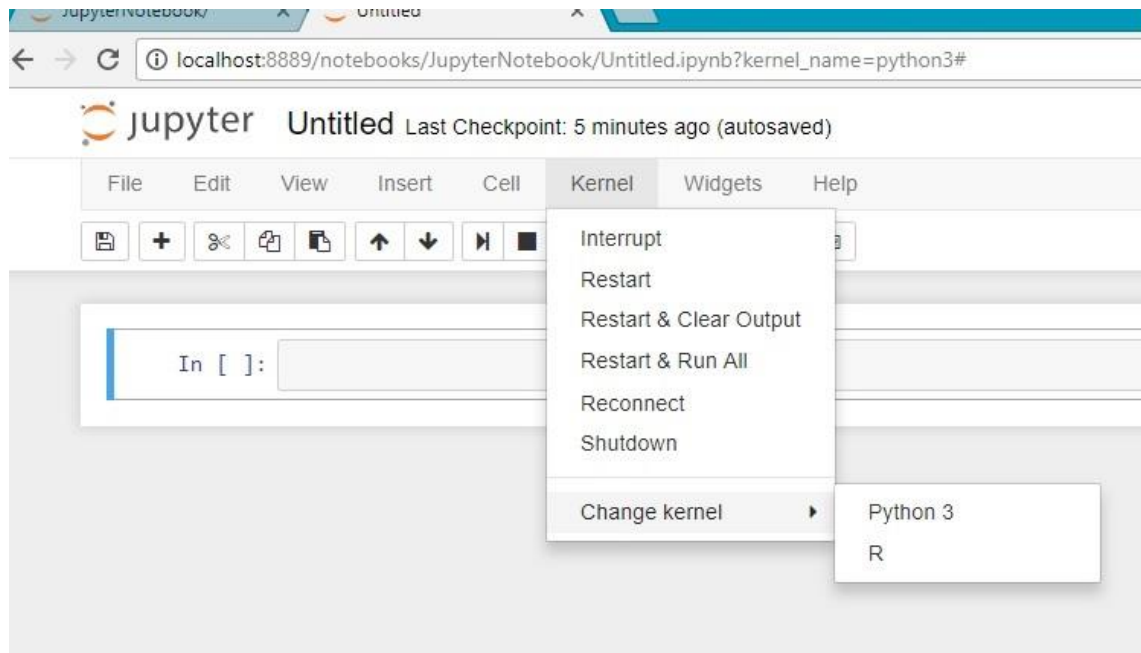 JupyterNotebook/ Untitled
localhost:8889/notebooks/JupyterNotebook/Untitled.ipynb?kernel_name=python3#
jupyter Untitled Last Checkpoint: 5 minutes ago (autosaved)
File Edit View Insert Cell Kernel Widgets Help
Interrupt
Restart
Restart & Clear Output
Restart & Run All
In [ ]:
Reconnect
Shutdown
Change kernel Python 3
R